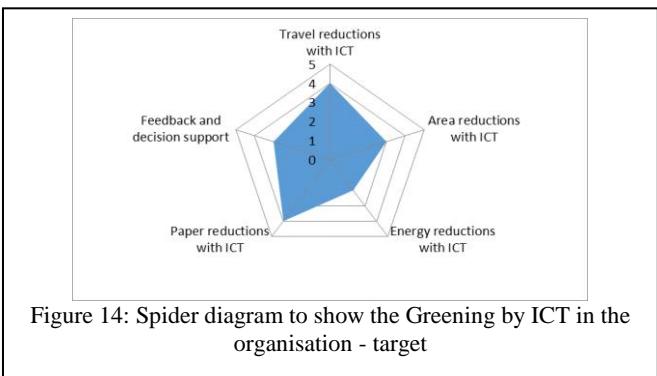 Travel reductions
with ICT
5
4
3
2
1
0
Feedback and
decision support
Area reductions
with ICT
Paper reductions
with ICT
Energy reductions
with ICT
Figure 14: Spider diagram to show the Greening by ICT in the
organisation - target